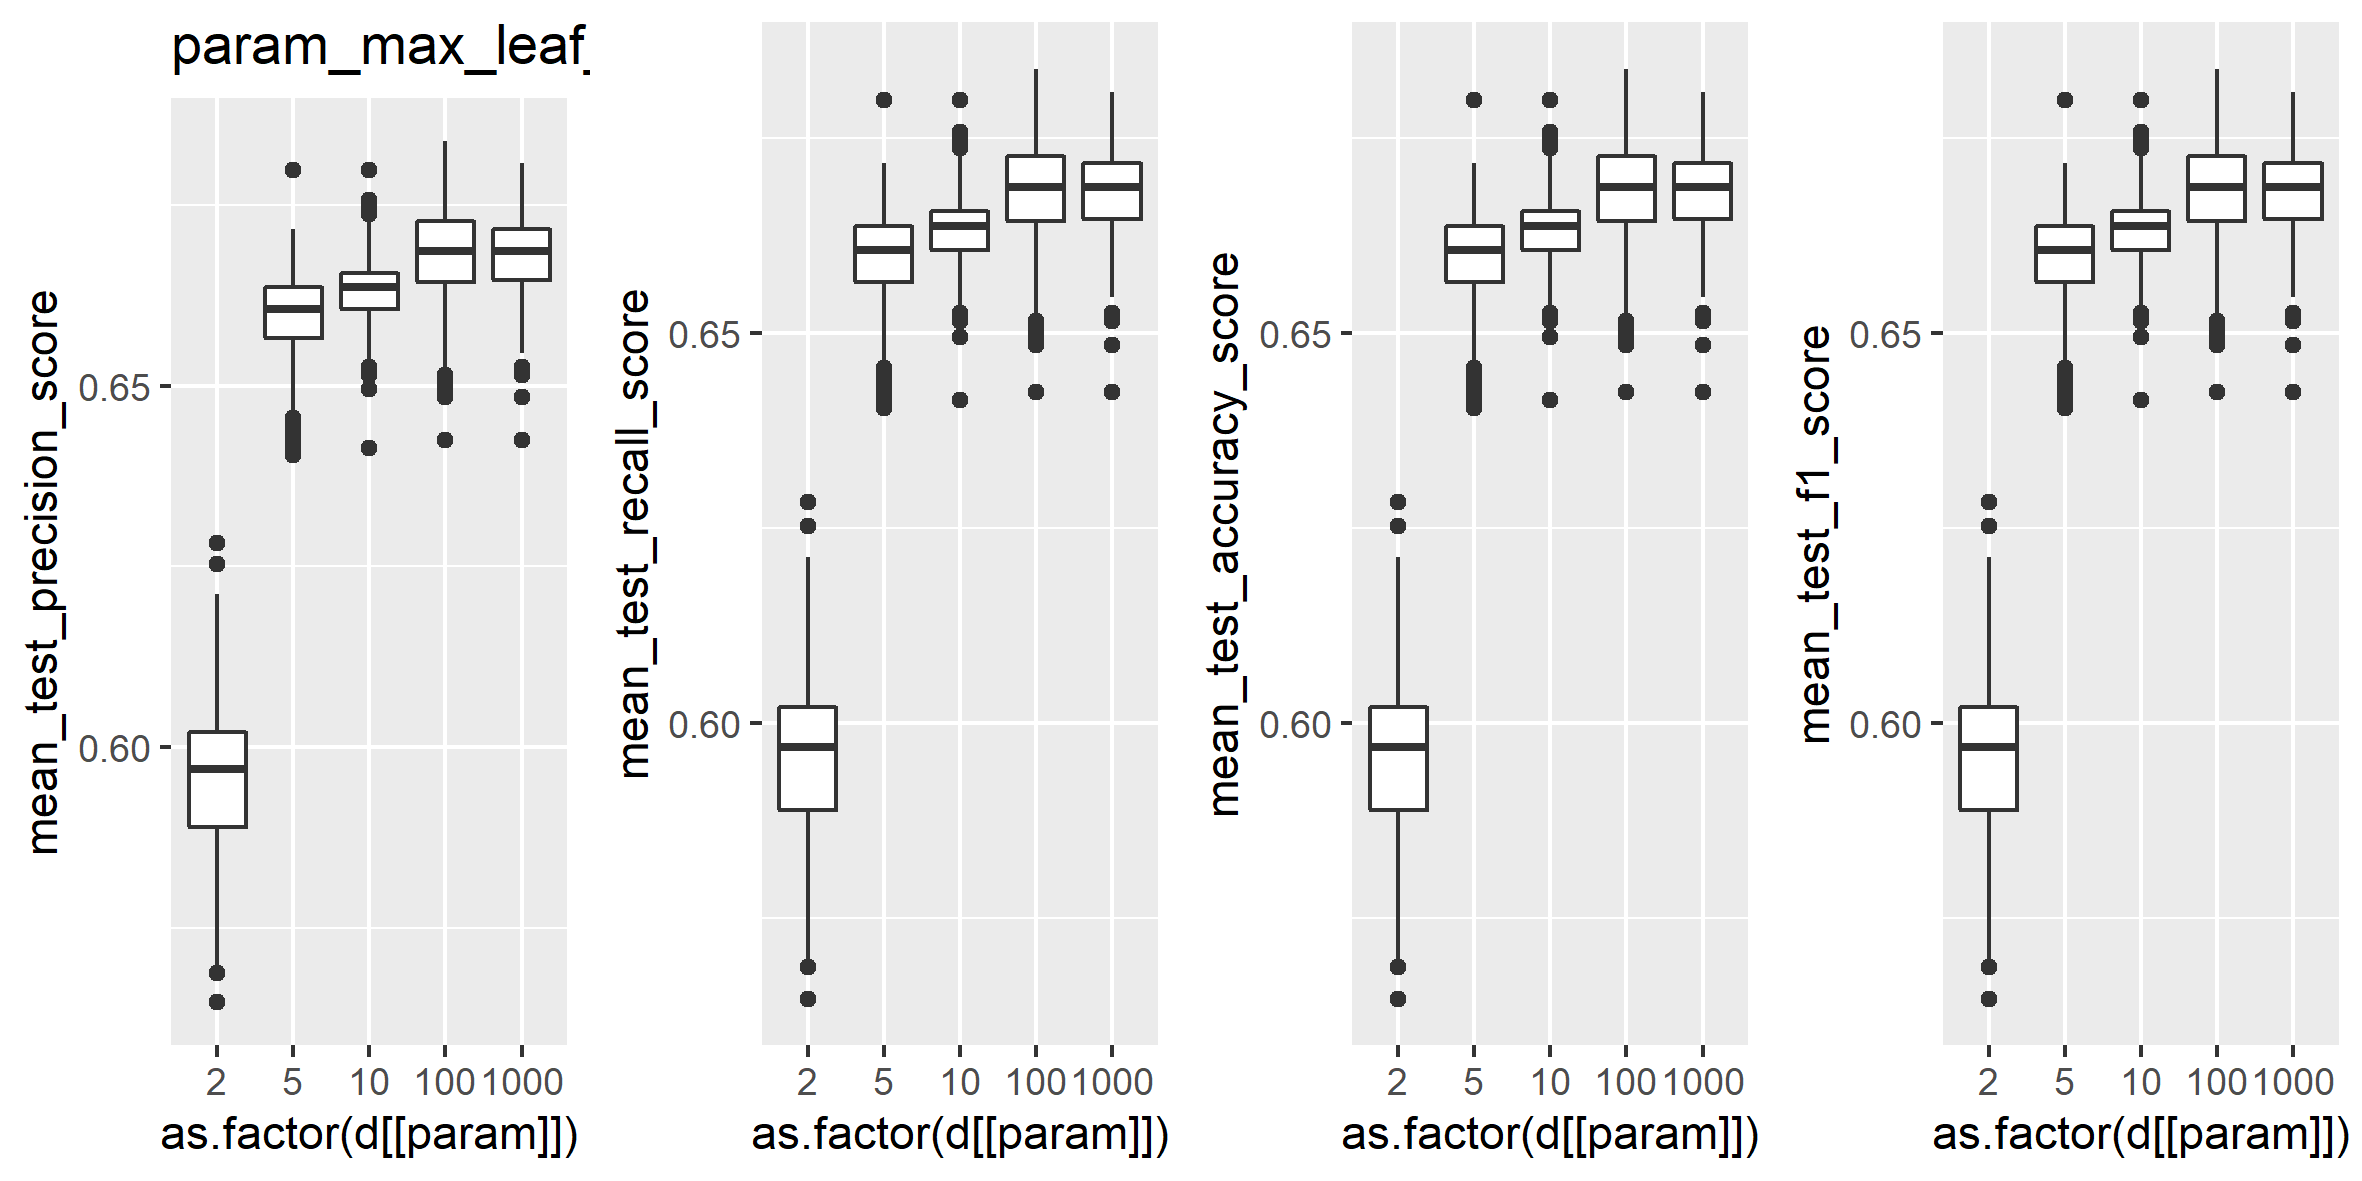 param_max_leaf_
mean_test_precision_score
0.65
0.60
2 5 10 100 1000
as.factor(d[[param]])
mean_test_recall_score
0.65
0.60
2 5 10 100 1000
as.factor(d[[param]])
mean_test_accuracy_score
0.65
0.60
2 5 10 100 1000
as.factor(d[[param]])
mean_test_f1_score
0.65
0.60
2 5 10 100 1000
as.factor(d[[param]])